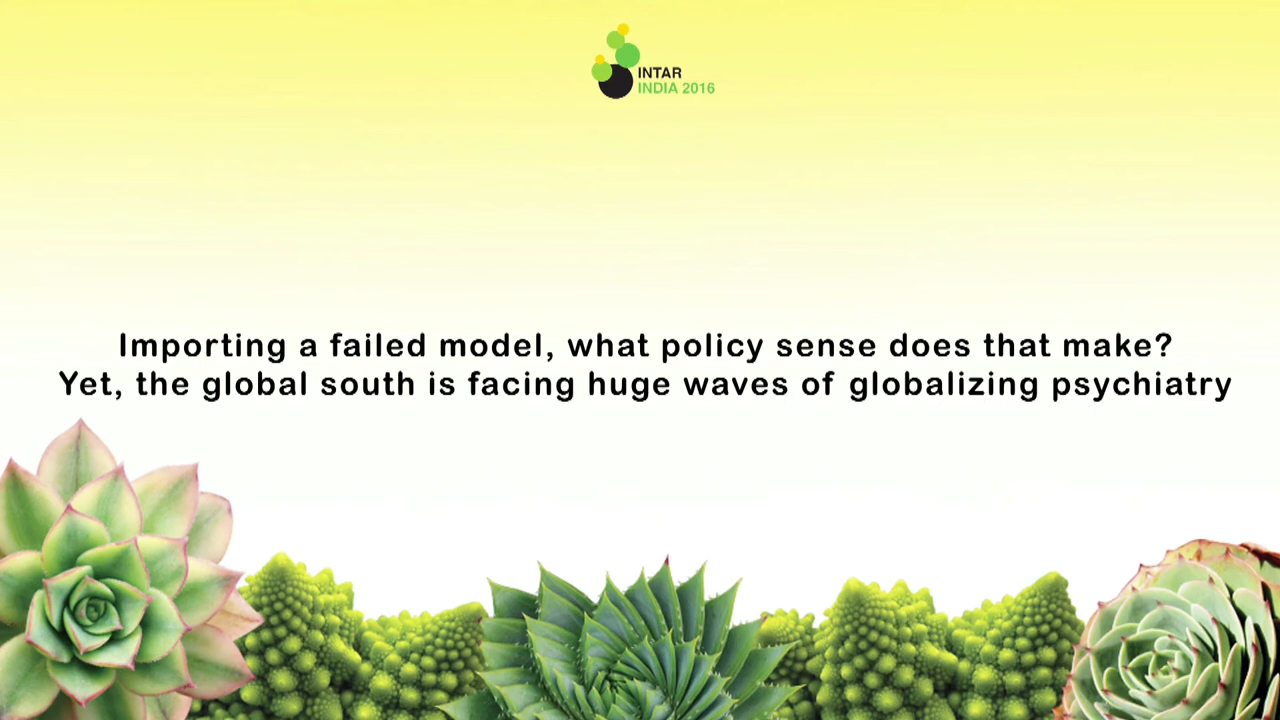 INTAR
INDIA 2016
Importing a failed model, what policy sense does that make?
Yet, the global south is facing huge waves of globalizing psychiatry